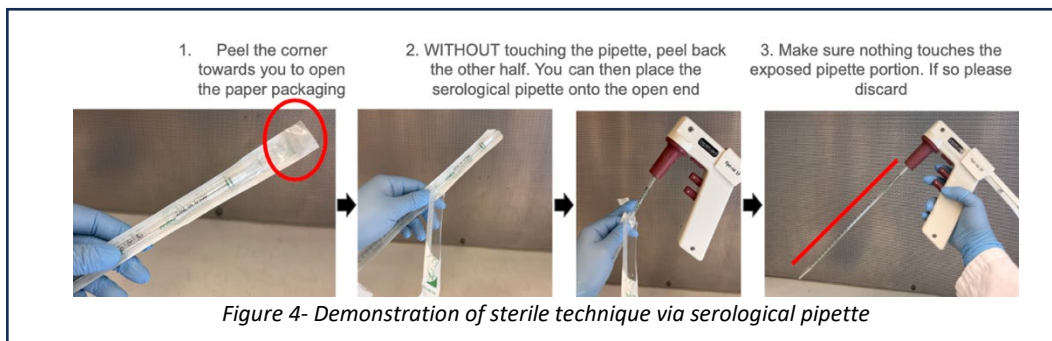 1. Peel the corner
towards you to open
the paper packaging
2. WITHOUT touching the pipette, peel back
the other half. You can then place the
serological pipette onto the open end
3. Make sure nothing touches the
exposed pipette portion. If so please
discard
Figure 4- Demonstration of sterile technique via serological pipette